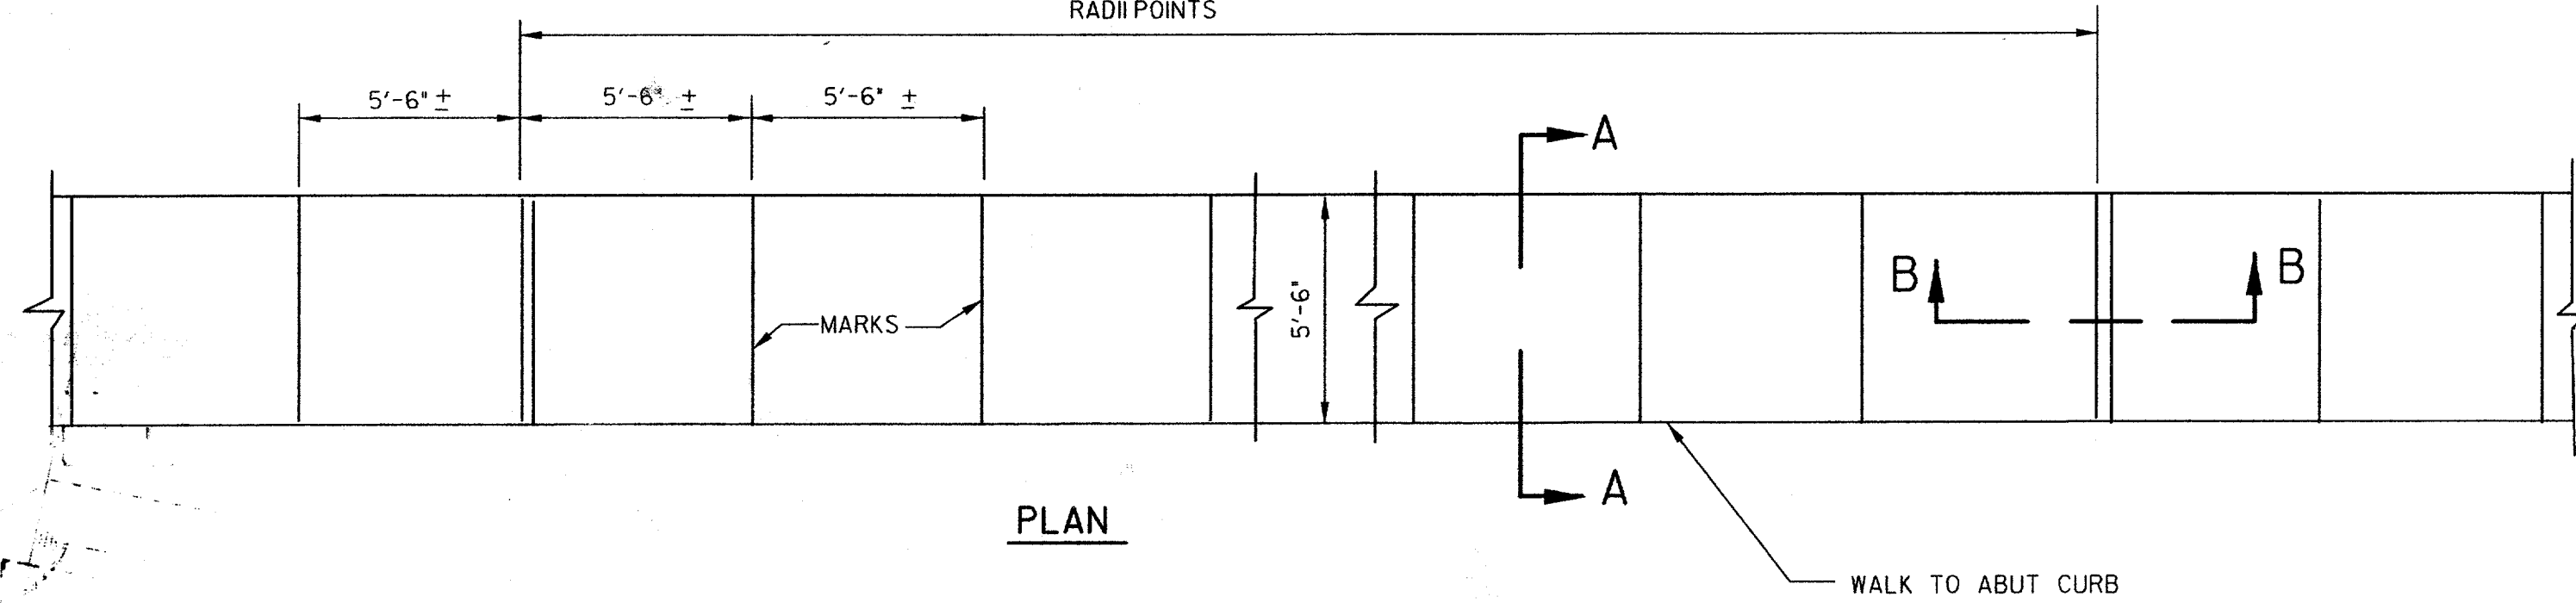 RADII POINTS
5'-6" ±
5'-6" ±
5'-6" ±
A
B
B
5'-6"
MARKS
A
PLAN
WALK TO ABUT CURB